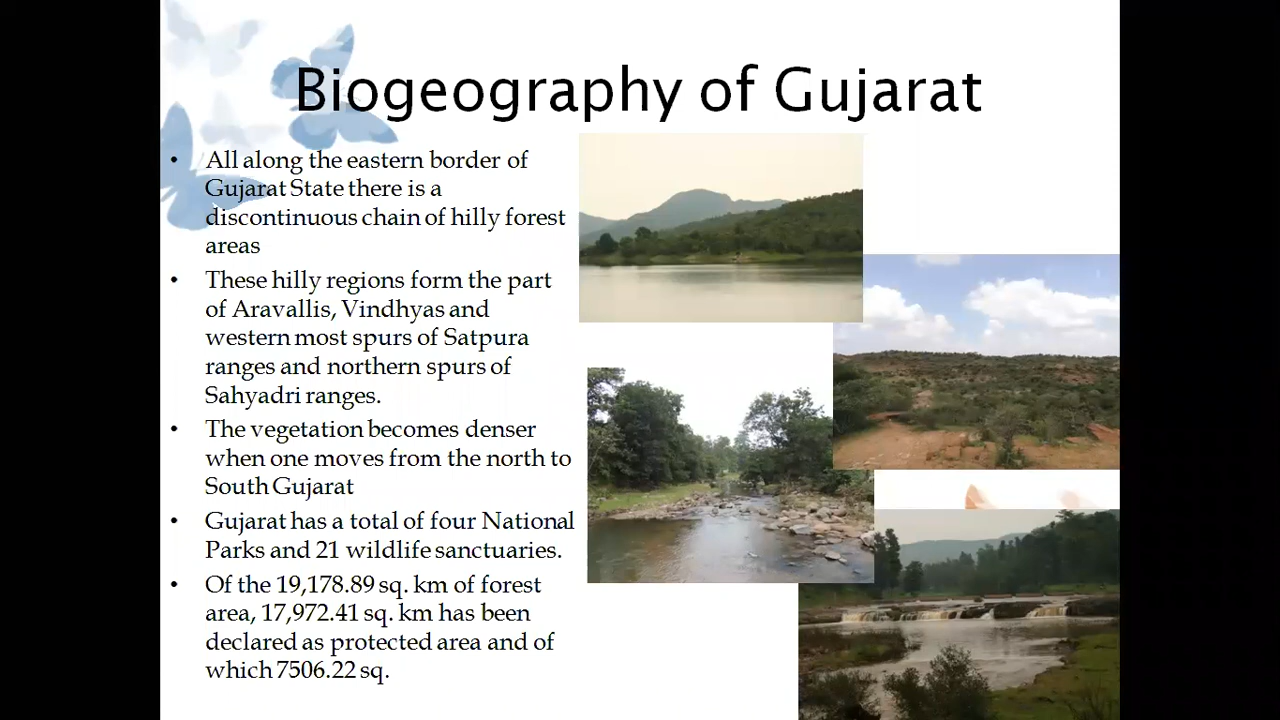 Biogeography of Gujarat
• All along the eastern border of
Gujarat State there is a
discontinuous chain of hilly forest
areas
• These hilly regions form the part
of Aravallis, Vindhyas and
western most spurs of Satpura
ranges and northern spurs of
Sahyadri ranges.
• The vegetation becomes denser
when one moves from the north to
South Gujarat
• Gujarat has a total of four National
Parks and 21 wildlife sanctuaries.
• Of the 19,178.89 sq. km of forest
area, 17,972.41 sq. km has been
declared as protected area and of
which 7506.22 sq.